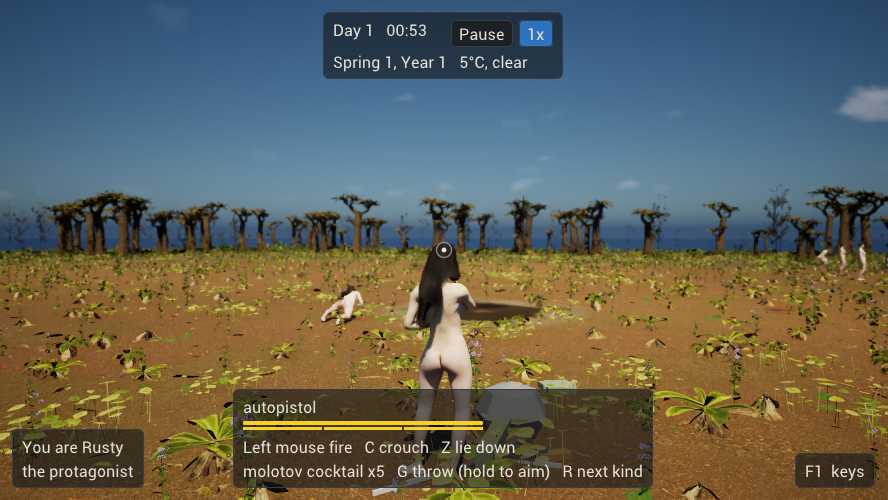 Day 1 00:53 Pause 1x
Spring 1, Year 1 5°C, clear
autopistol
Left mouse fire C crouch Z lie down
molotov cocktail x5 G throw (hold to aim) R next kind
You are Rusty
the protagonist
F1 keys